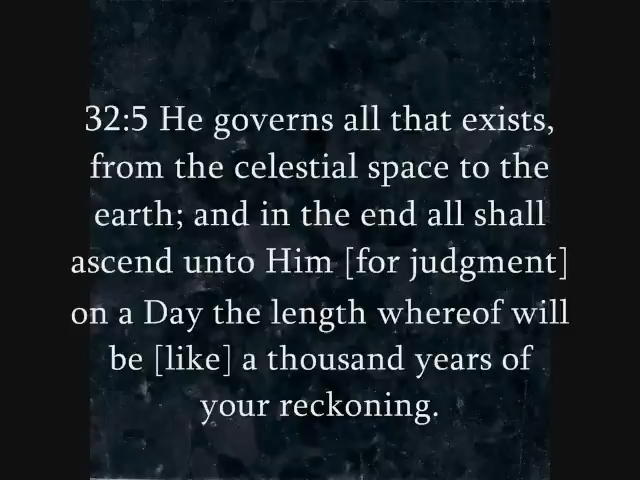 32:5 He governs all that exists,
from the celestial space to the
earth; and in the end all shall
ascend unto Him [for judgment]
on a Day the length whereof will
be [like] a thousand years of
your reckoning.